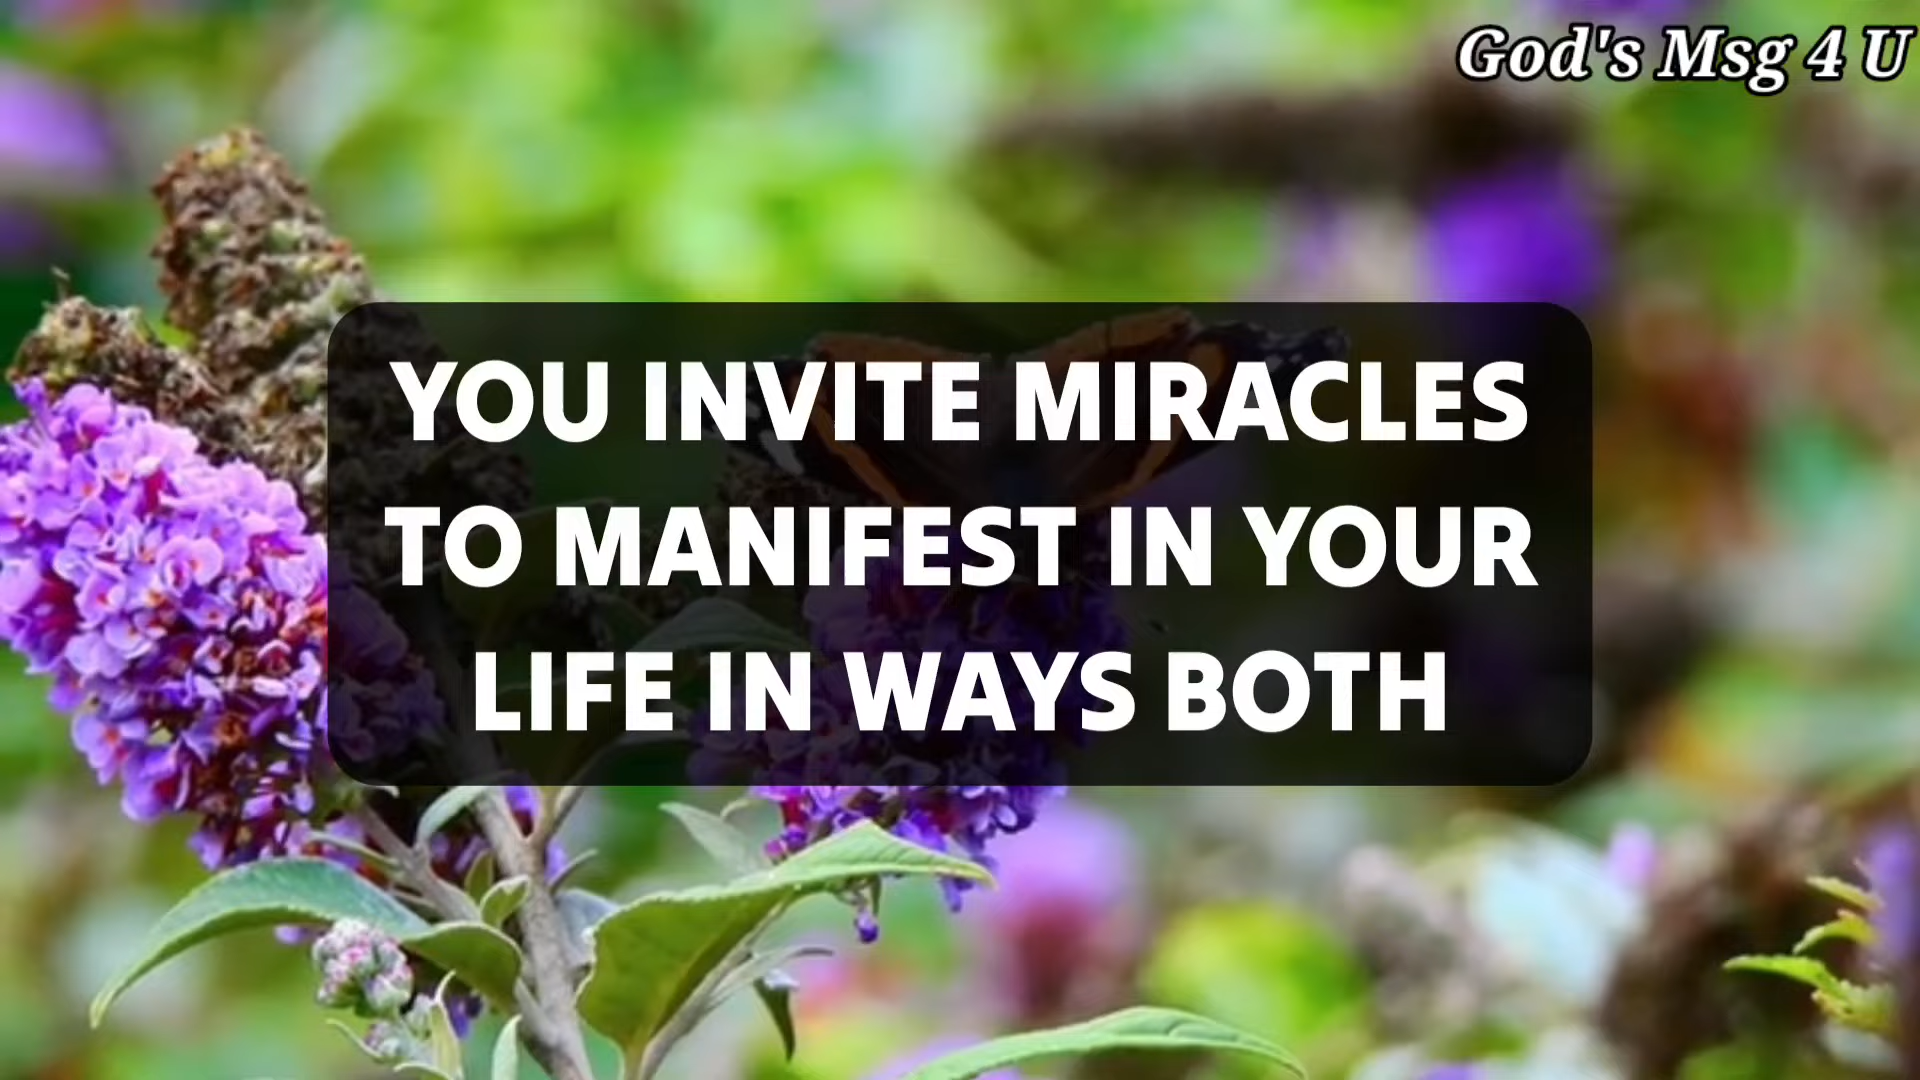 God's Msg 4 U
YOU INVITE MIRACLES
TO MANIFEST IN YOUR
LIFE IN WAYS BOTH